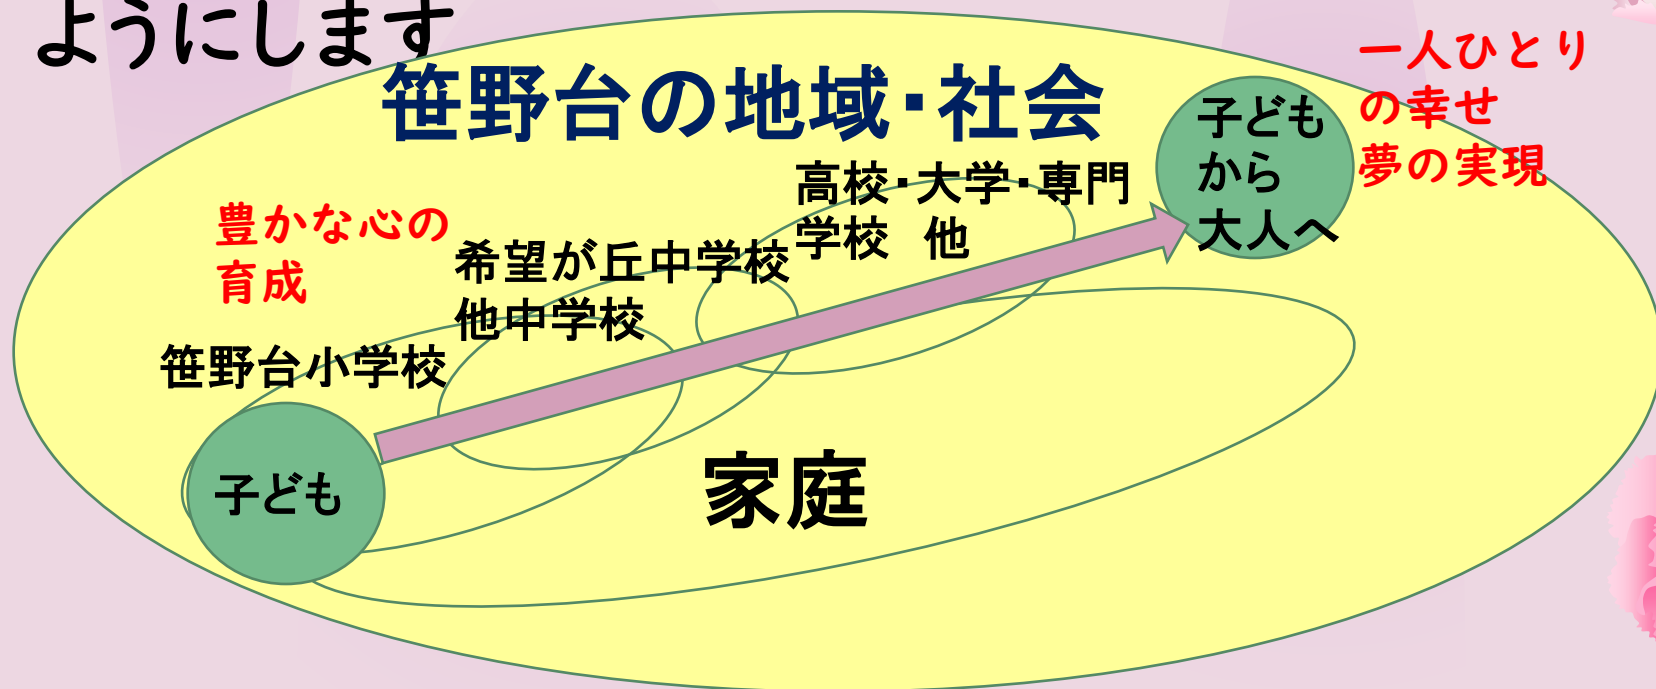 ようにします
笹野台の地域・社会
一人ひとり
の幸せ
夢の実現
子ども
から
大人へ
高校・大学・専門
学校　他
豊かな心の
育成
希望が丘中学校
他中学校
笹野台小学校
子ども
家庭